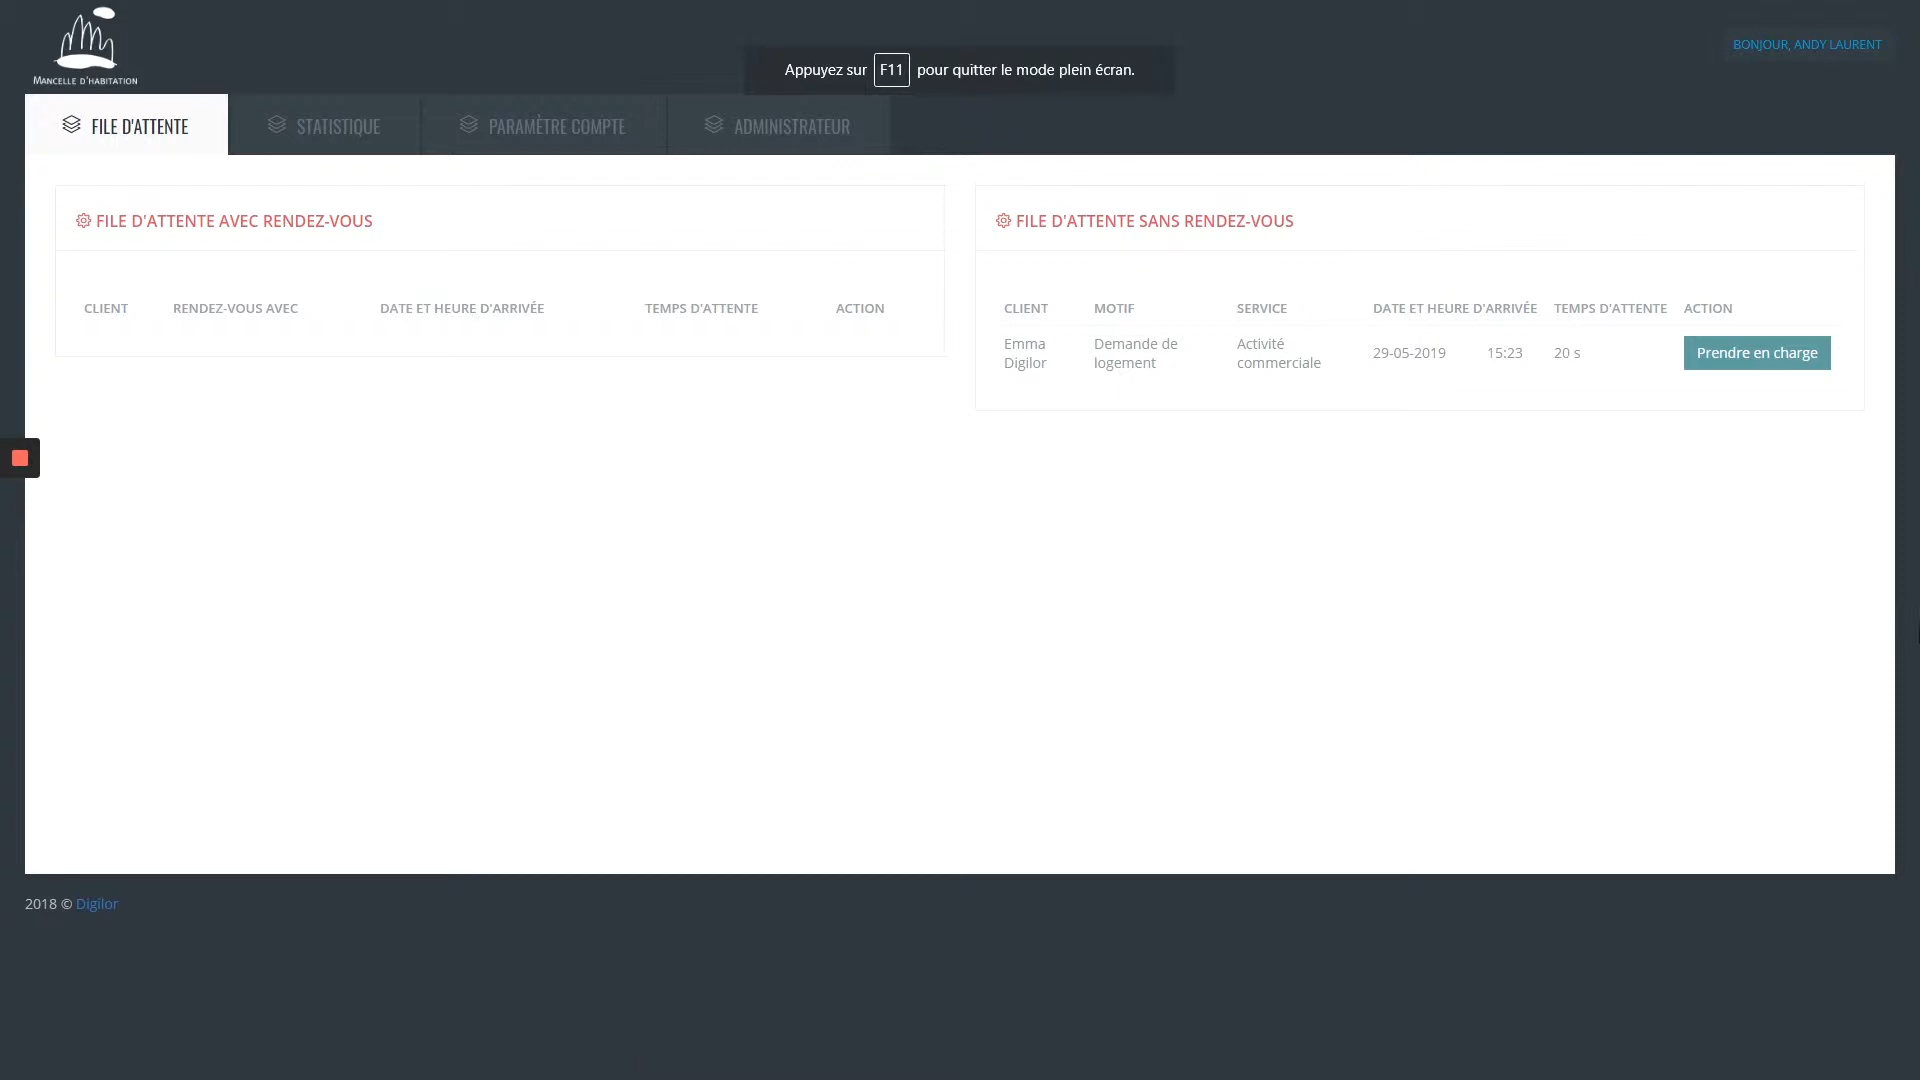 MANCELLE D'HABITATION
Appuyez sur F11 pour quitter le mode plein écran.
BONJOUR, ANDY LAURENT
FILE D'ATTENTE
STATISTIQUE
PARAMÈTRE COMPTE
ADMINISTRATEUR
FILE D'ATTENTE AVEC RENDEZ-VOUS
CLIENT RENDEZ-VOUS AVEC DATE ET HEURE D'ARRIVÉE TEMPS D'ATTENTE ACTION
FILE D'ATTENTE SANS RENDEZ-VOUS
CLIENT MOTIF SERVICE DATE ET HEURE D'ARRIVÉE TEMPS D'ATTENTE ACTION
Emma
Digilor
Demande de
logement
Activité
commerciale
29-05-2019 15:23
20 s
Prendre en charge
2018 © Digilor